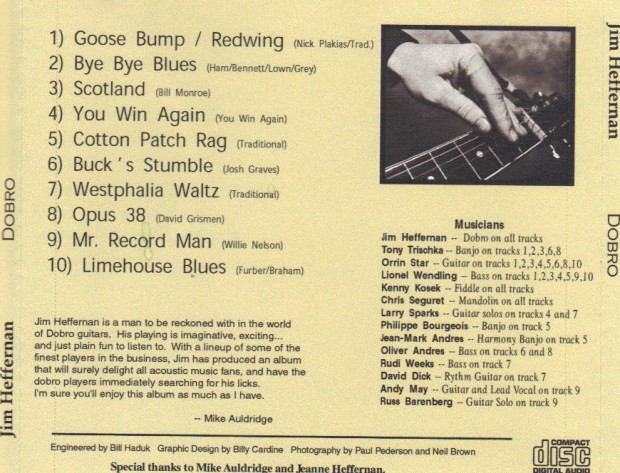 1) Goose Bump / Redwing (Nick Plakias/Trad.)
2) Bye Bye Blues (Ham/Bennett/Lown/Grey)
3) Scotland (Bill Monroe)
4) You Win Again (You Win Again)
5) Cotton Patch Rag (Traditional)
6) Buck's Stumble (Josh Graves)
7) Westphalia Waltz (Traditional)
8) Opus 38 (David Grismen)
9) Mr. Record Man (Willie Nelson)
10) Limehouse Blues (Furber/Braham)
Jim Heffernan is a man to be reckoned with in the world
of Dobro guitars. His playing is imaginative, exciting...
and just plain fun to listen to. With a lineup of some of the
finest players in the business, Jim has produced an album
that will surely delight all acoustic music fans, and have the
dobro players immediately searching for his licks.
I'm sure you'll enjoy this album as much as I have.
-- Mike Auldridge
Musicians
Jim Heffernan -- Dobro on all tracks
Tony Trischka -- Banjo on tracks 1,2,3,6,8
Orrin Star -- Guitar on tracks 1,2,3,4,5,6,8,10
Lionel Wendling -- Bass on tracks 1,2,3,4,5,9,10
Kenny Kosek -- Fiddle on all tracks
Chris Seguret -- Mandolin on all tracks
Larry Sparks -- Guitar solos on tracks 4 and 7
Philippe Bourgeois -- Banjo on track 5
Jean-Mark Andres -- Harmony Banjo on track 5
Oliver Andres -- Bass on tracks 6 and 8
Rudi Weeks -- Bass on track 7
David Dick -- Rythm Guitar on track 7
Andy May -- Guitar and Lead Vocal on track 9
Russ Barenberg -- Guitar Solo on track 9
Engineered by Bill Haduk Graphic Design by Billy Cardine Photography by Paul Pederson and Neil Brown
Special thanks to Mike Auldridge and Jeanne Heffernan.
COMPACT
disc
DIGITAL AUDIO
Jim Heffernan
DOBRO
Jim Heffernan
DOBRO